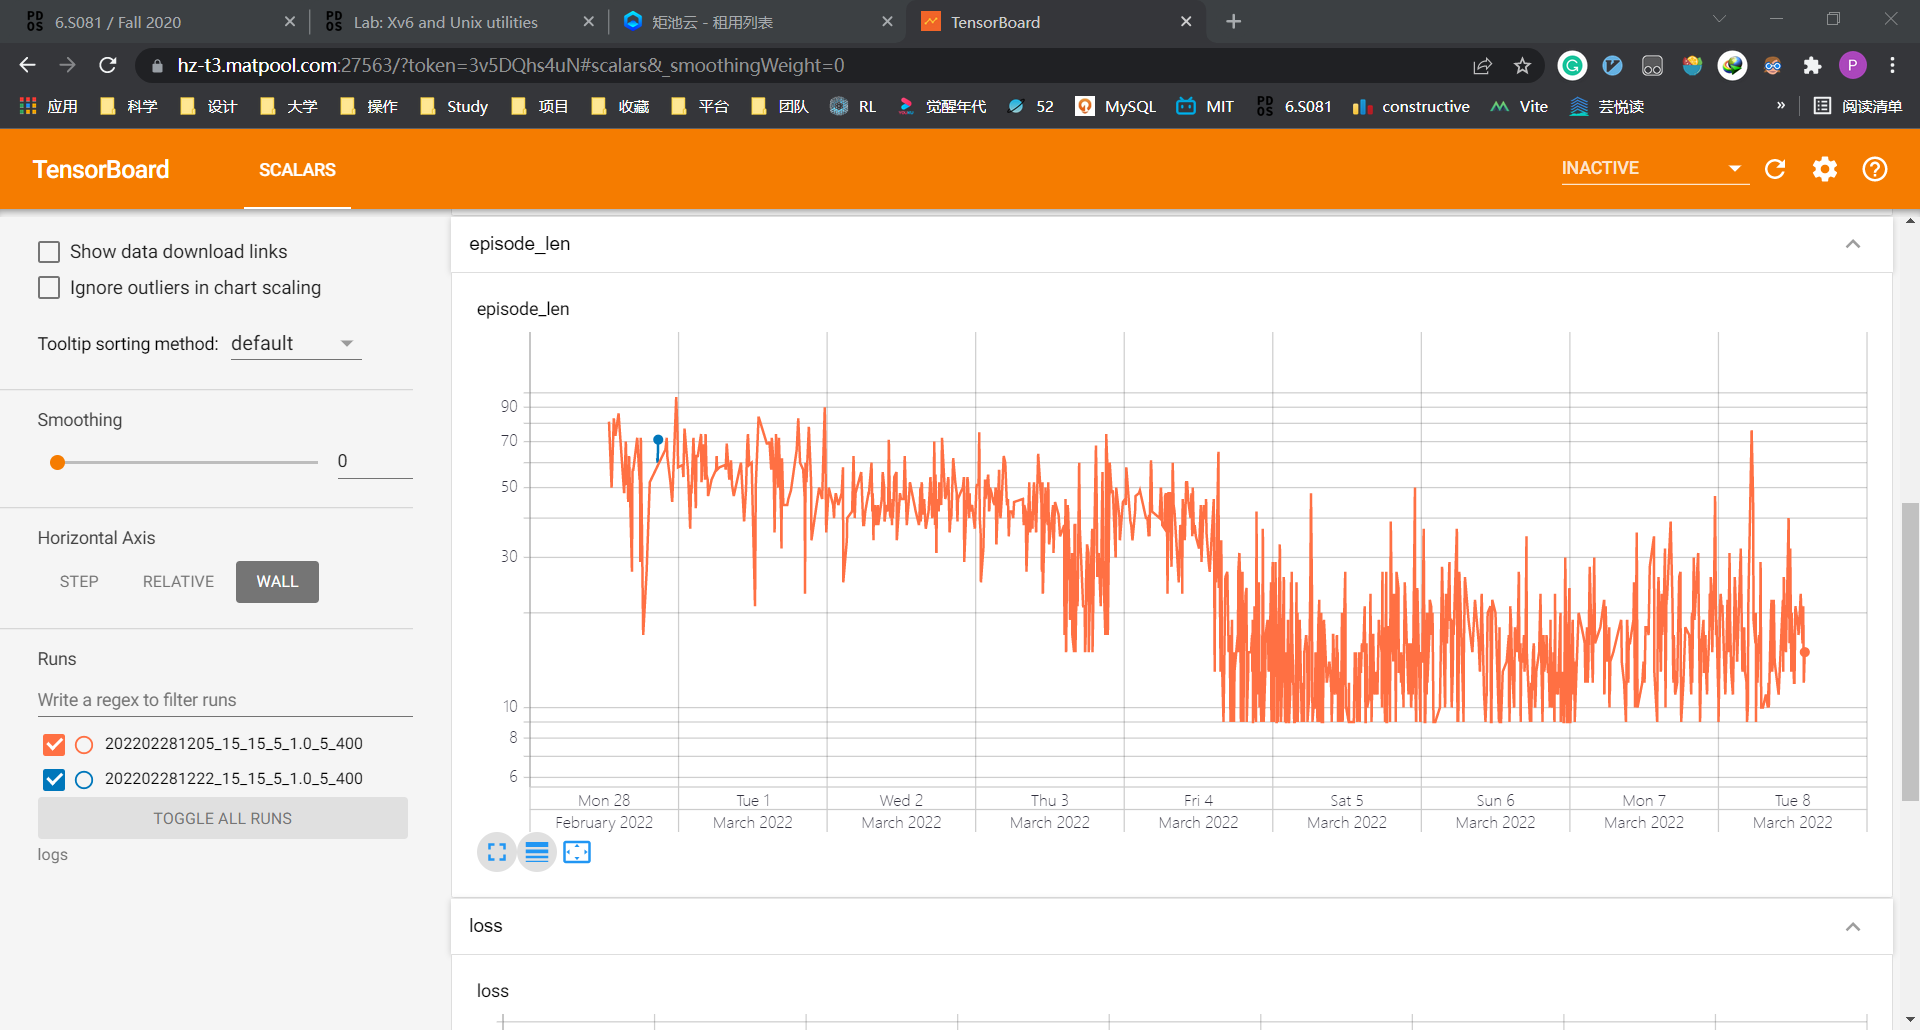 PD OS 6.S081 / Fall 2020
PD OS Lab: Xv6 and Unix utilities
矩池云 - 租用列表
TensorBoard
hz-t3.matpool.com:27563/?token=3v5DQhs4uN#scalars&_smoothingWeight=0
P
应用 科学 设计 大学 操作 Study 项目 收藏 平台 团队 RL 觉醒年代 52 MySQL MIT PD OS 6.S081 constructive Vite 芸悦读 » 阅读清单
TensorBoard SCALARS INACTIVE
Show data download links
Ignore outliers in chart scaling
Tooltip sorting method: default
Smoothing
0
Horizontal Axis
STEP RELATIVE WALL
Runs
Write a regex to filter runs
202202281205_15_15_5_1.0_5_400
202202281222_15_15_5_1.0_5_400
TOGGLE ALL RUNS
logs
episode_len
episode_len
90
70
50
30
10
8
6
Mon 28 Tue 1 Wed 2 Thu 3 Fri 4 Sat 5 Sun 6 Mon 7 Tue 8
February 2022 March 2022 March 2022 March 2022 March 2022 March 2022 March 2022 March 2022 March 2022
loss
loss